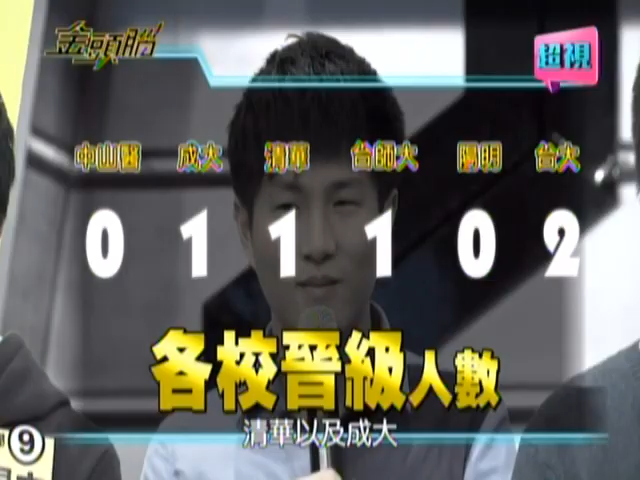 金頭腦
超視
中山醫 成大 清華 台師大 陽明 台大
0 1 1 1 0 2
各校晉級人數
清華以及成大
9